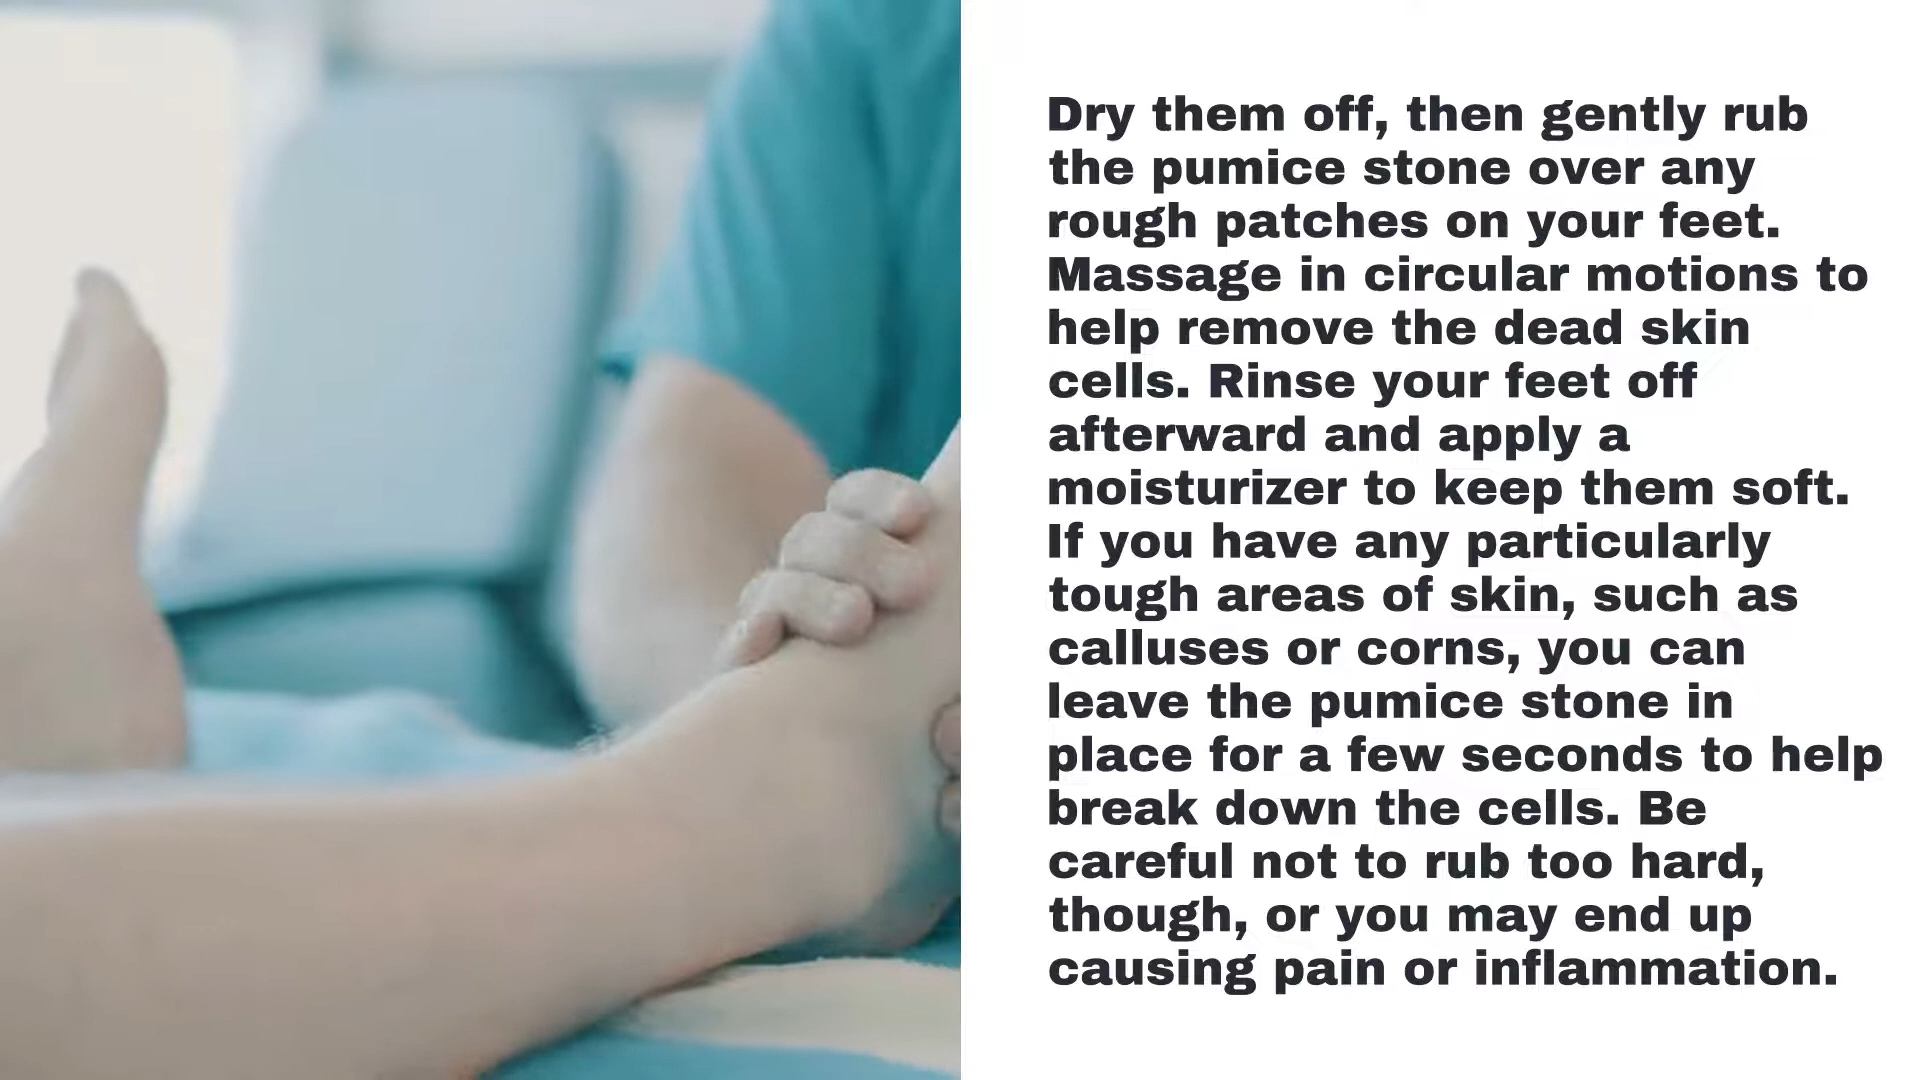 Dry them off, then gently rub
the pumice stone over any
rough patches on your feet.
Massage in circular motions to
help remove the dead skin
cells. Rinse your feet off
afterward and apply a
moisturizer to keep them soft.
If you have any particularly
tough areas of skin, such as
calluses or corns, you can
leave the pumice stone in
place for a few seconds to help
break down the cells. Be
careful not to rub too hard,
though, or you may end up
causing pain or inflammation.